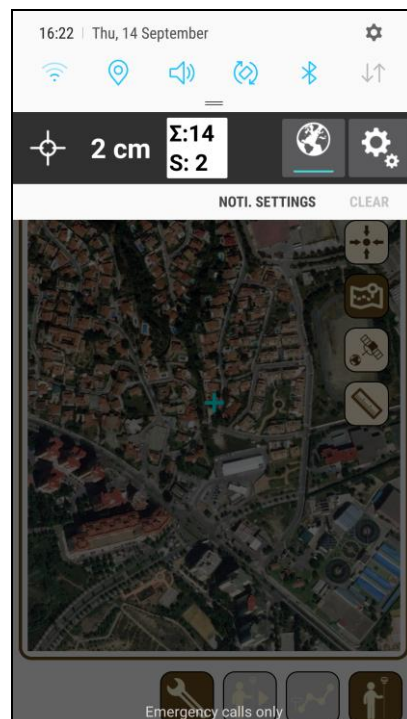 16:22 | Thu, 14 September
2 cm
Σ:14
S: 2
NOTI. SETTINGS CLEAR
Emergency calls only